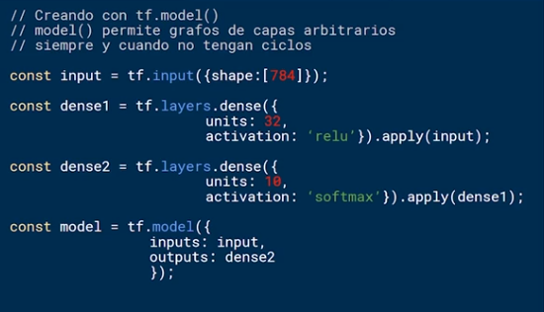 // Creando con tf.model()
// model() permite grafos de capas arbitrarios
// siempre y cuando no tengan ciclos
const input = tf.input({shape:[784]});
const dense1 = tf.layers.dense({
units: 32,
activation: 'relu'}).apply(input);
const dense2 = tf.layers.dense({
units: 10,
activation: 'softmax'}).apply(dense1);
const model = tf.model({
inputs: input,
outputs: dense2
});